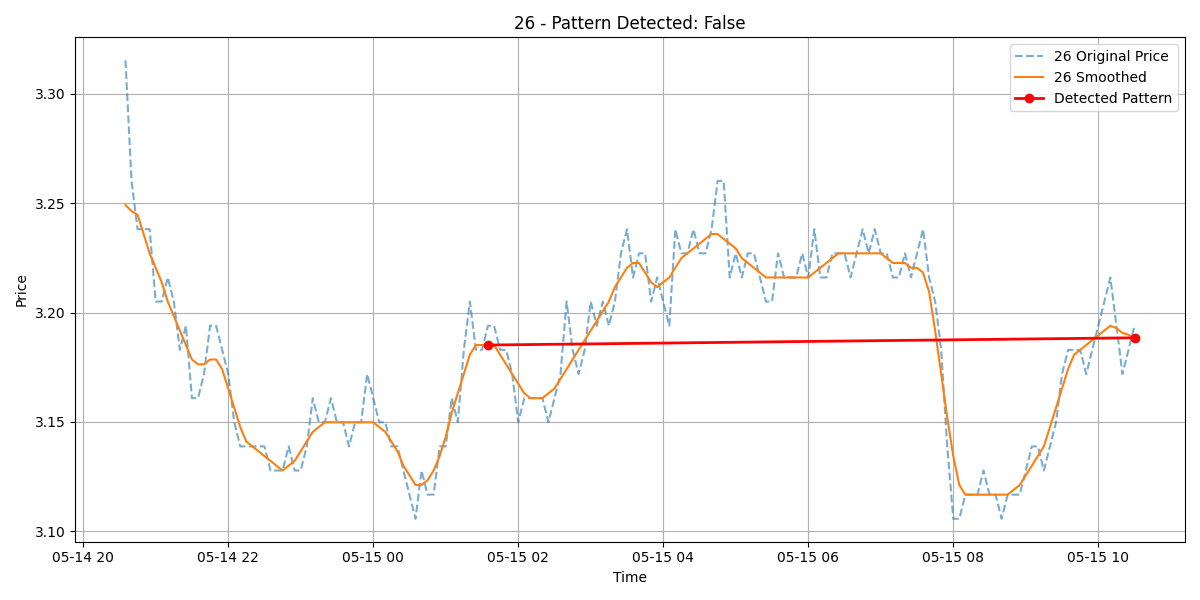 26 - Pattern Detected: False
26 Original Price
26 Smoothed
Detected Pattern
Price
3.30
3.25
3.20
3.15
3.10
05-14 20 05-14 22 05-15 00 05-15 02 05-15 04 05-15 06 05-15 08 05-15 10
Time